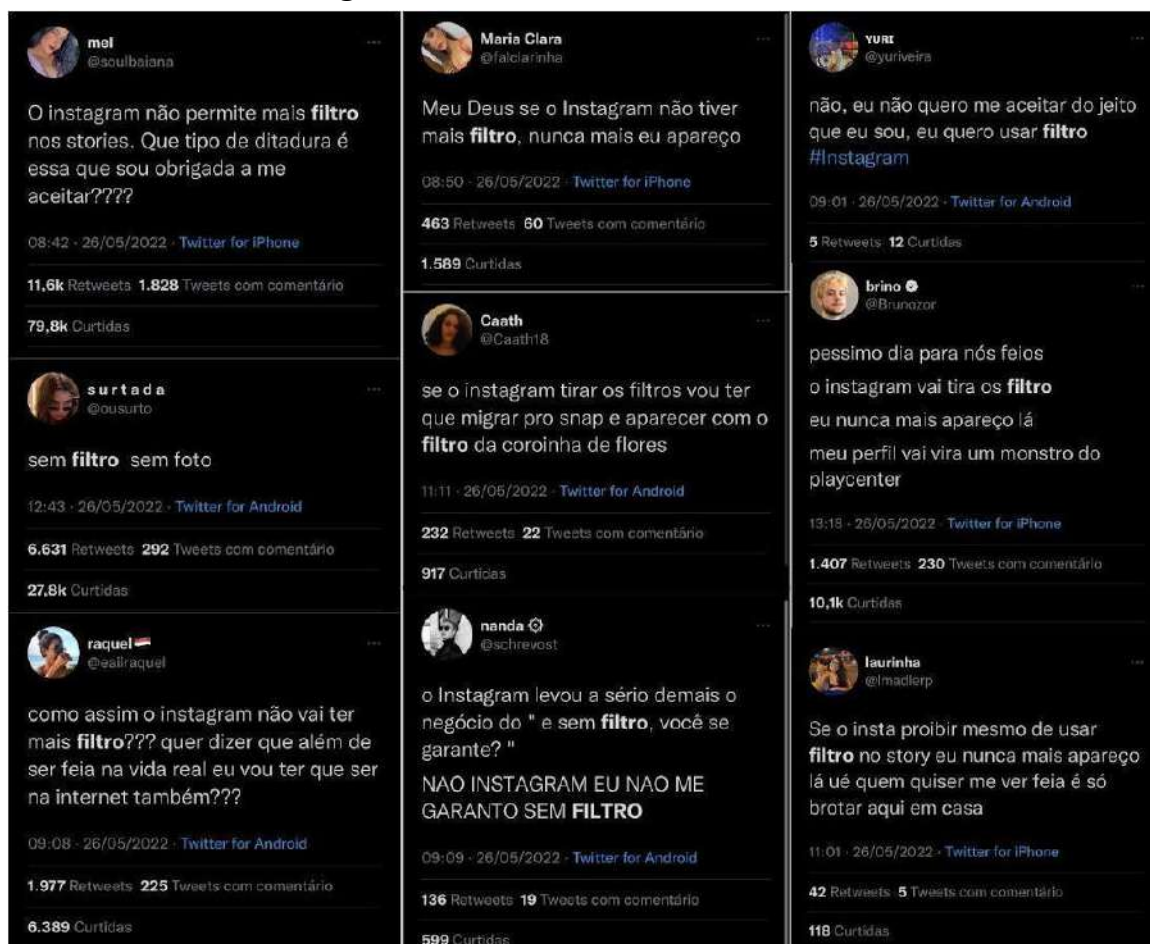 mel
@soulbaiana
O instagram não permite mais filtro
nos stories. Que tipo de ditadura é
essa que sou obrigada a me
aceitar????
08:42 · 26/05/2022 · Twitter for iPhone
11,6k Retweets 1.828 Tweets com comentário
79,8k Curtidas
surtada
@ousurto
sem filtro sem foto
12:43 · 26/05/2022 · Twitter for Android
6.631 Retweets 292 Tweets com comentário
27,8k Curtidas
raquel
@eaiiraquel
como assim o instagram não vai ter
mais filtro??? quer dizer que além de
ser feia na vida real eu vou ter que ser
na internet também???
09:08 · 26/05/2022 · Twitter for Android
1.977 Retweets 225 Tweets com comentário
6.389 Curtidas
Maria Clara
@falclarinha
Meu Deus se o Instagram não tiver
mais filtro, nunca mais eu apareço
08:50 · 26/05/2022 · Twitter for iPhone
463 Retweets 60 Tweets com comentário
1.589 Curtidas
Caath
@Caath18
se o instagram tirar os filtros vou ter
que migrar pro snap e aparecer com o
filtro da coroinha de flores
11:11 · 26/05/2022 · Twitter for Android
232 Retweets 22 Tweets com comentário
917 Curtidas
nanda
@schrevost
o Instagram levou a sério demais o
negócio do " e sem filtro, você se
garante? "
NAO INSTAGRAM EU NAO ME
GARANTO SEM FILTRO
09:09 · 26/05/2022 · Twitter for Android
136 Retweets 19 Tweets com comentário
599 Curtidas
YURI
@yuriveira
não, eu não quero me aceitar do jeito
que eu sou, eu quero usar filtro
#Instagram
09:01 · 26/05/2022 · Twitter for Android
5 Retweets 12 Curtidas
brino
@Brunozor
pessimo dia para nós feios
o instagram vai tira os filtro
eu nunca mais apareço lá
meu perfil vai vira um monstro do
playcenter
13:18 · 26/05/2022 · Twitter for iPhone
1.407 Retweets 230 Tweets com comentário
10,1k Curtidas
laurinha
@lmadlerp
Se o insta proibir mesmo de usar
filtro no story eu nunca mais apareço
lá ué quem quiser me ver feia é só
brotar aqui em casa
11:01 · 26/05/2022 · Twitter for iPhone
42 Retweets 5 Tweets com comentário
118 Curtidas